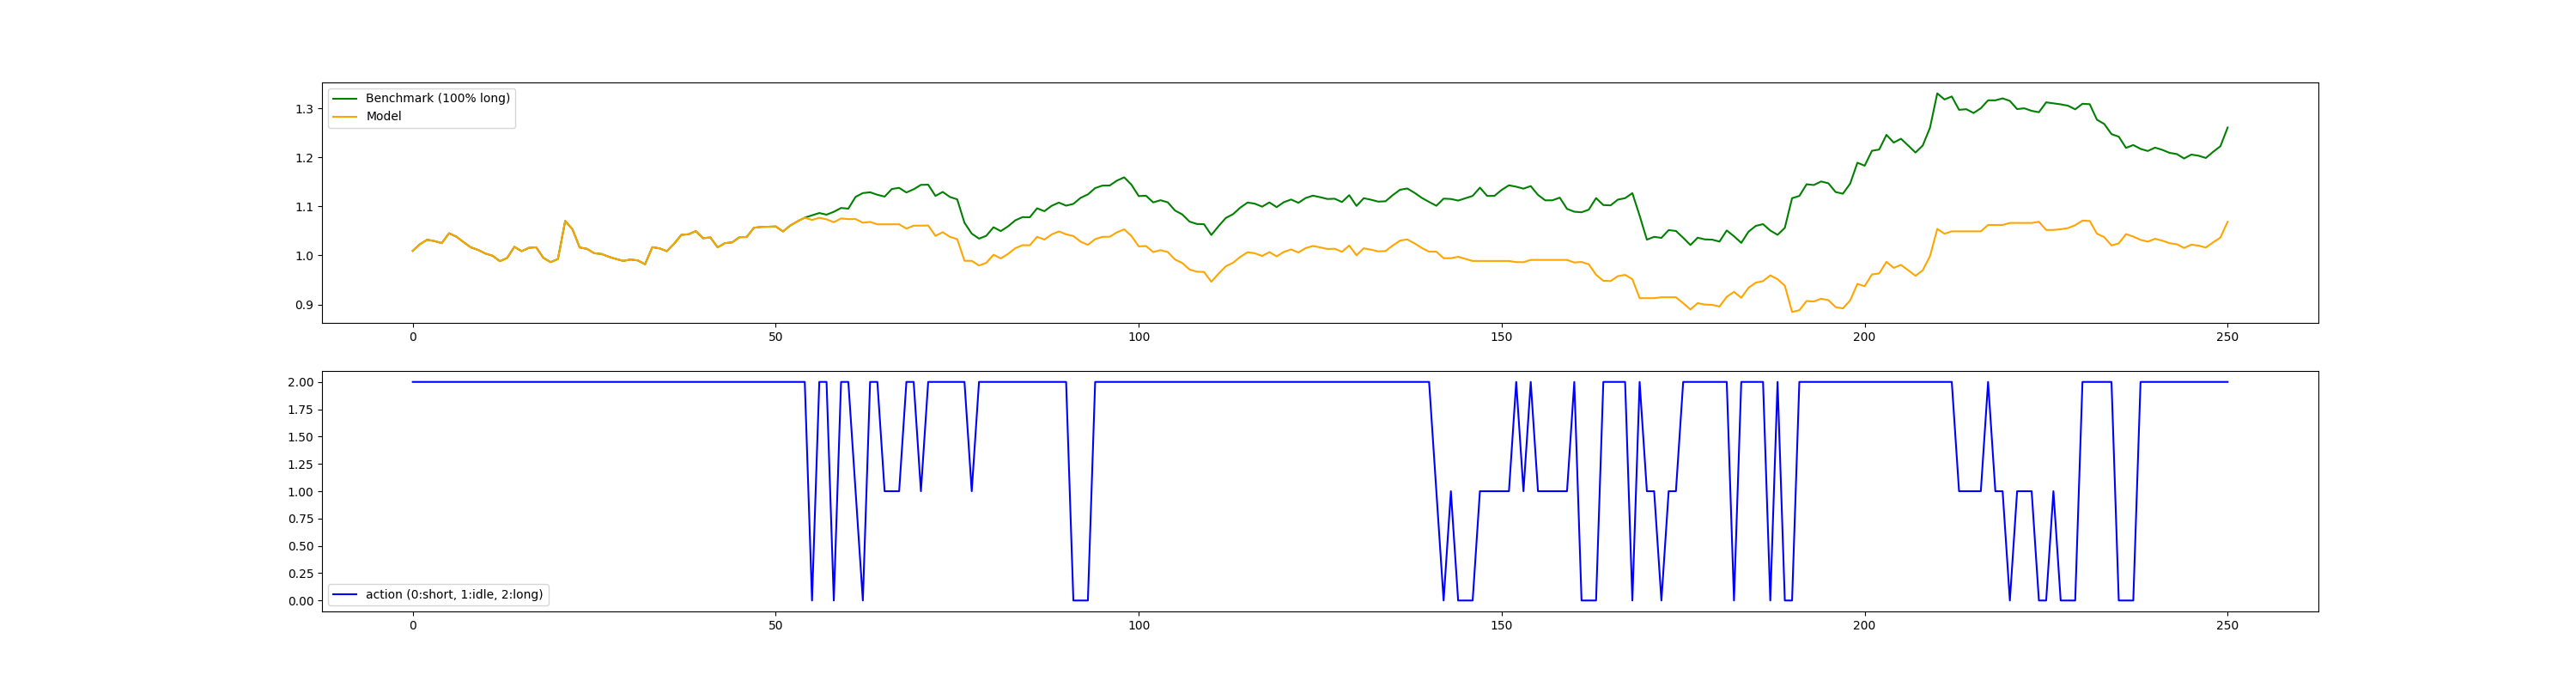 Benchmark (100% long)
Model
1.3
1.2
1.1
1.0
0.9
0 50 100 150 200 250
2.00
1.75
1.50
1.25
1.00
0.75
0.50
0.25
0.00
action (0:short, 1:idle, 2:long)
0 50 100 150 200 250